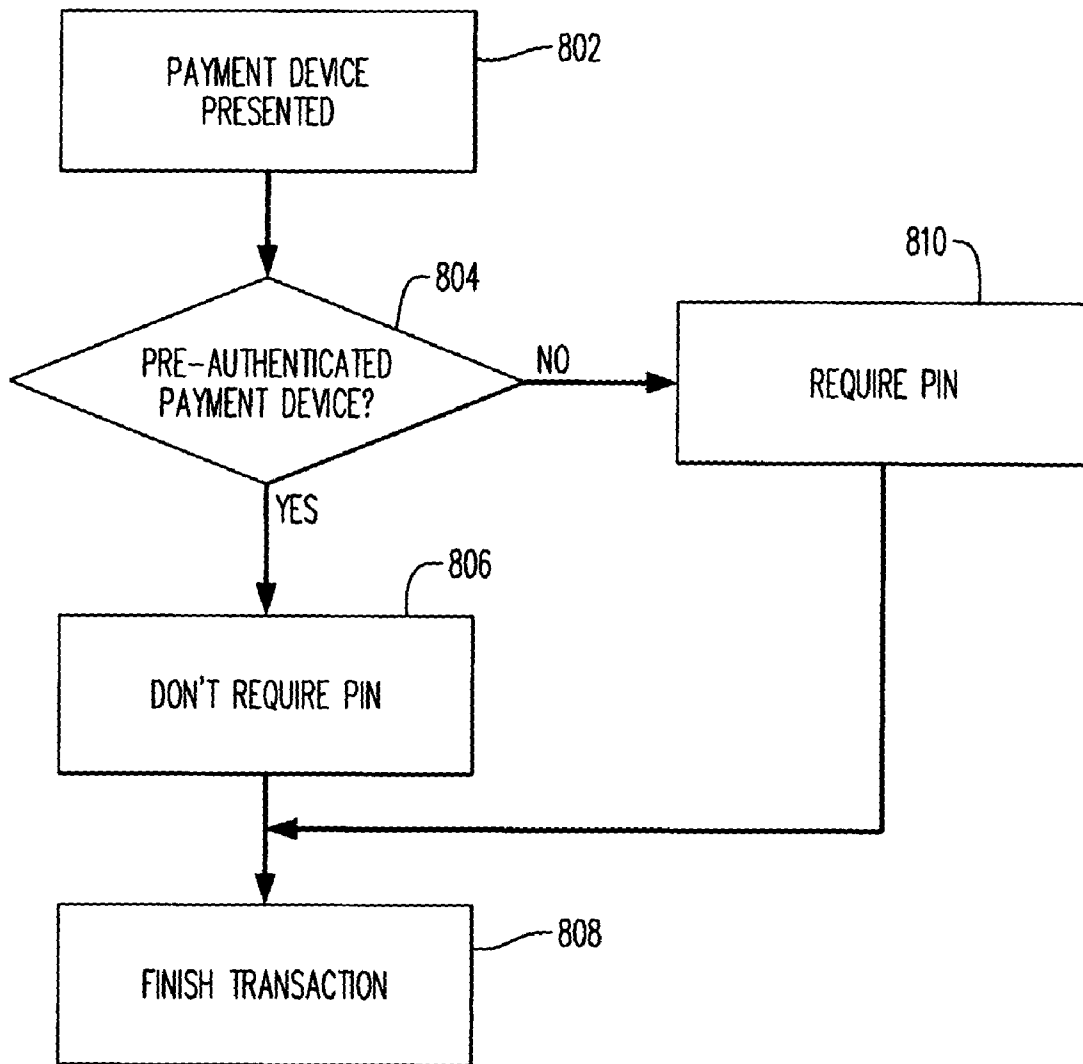 PAYMENT DEVICE
PRESENTED
802
804
PRE-AUTHENTICATED
PAYMENT DEVICE?
NO
810
REQUIRE PIN
YES
806
DON'T REQUIRE PIN
808
FINISH TRANSACTION